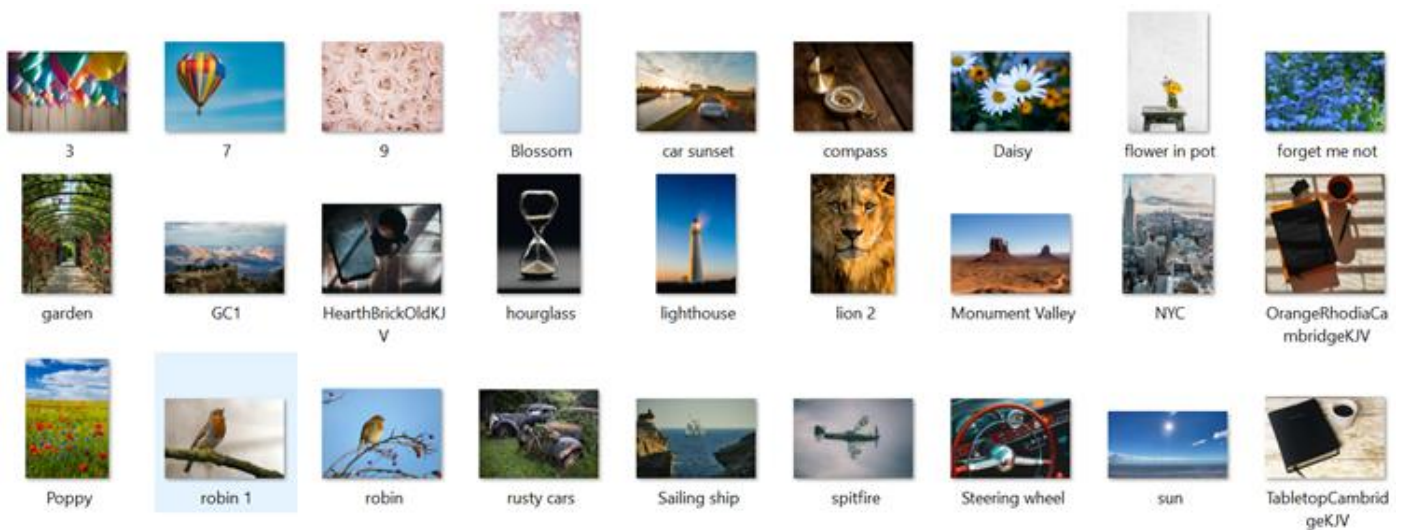 3
7
9
Blossom
car sunset
compass
Daisy
flower in pot
forget me not
garden
GC1
HearthBrickOldKJ
V
hourglass
lighthouse
lion 2
Monument Valley
NYC
OrangeRhodiaCa
mbridgeKJV
Poppy
robin 1
robin
rusty cars
Sailing ship
spitfire
Steering wheel
sun
TabletopCambrid
geKJV